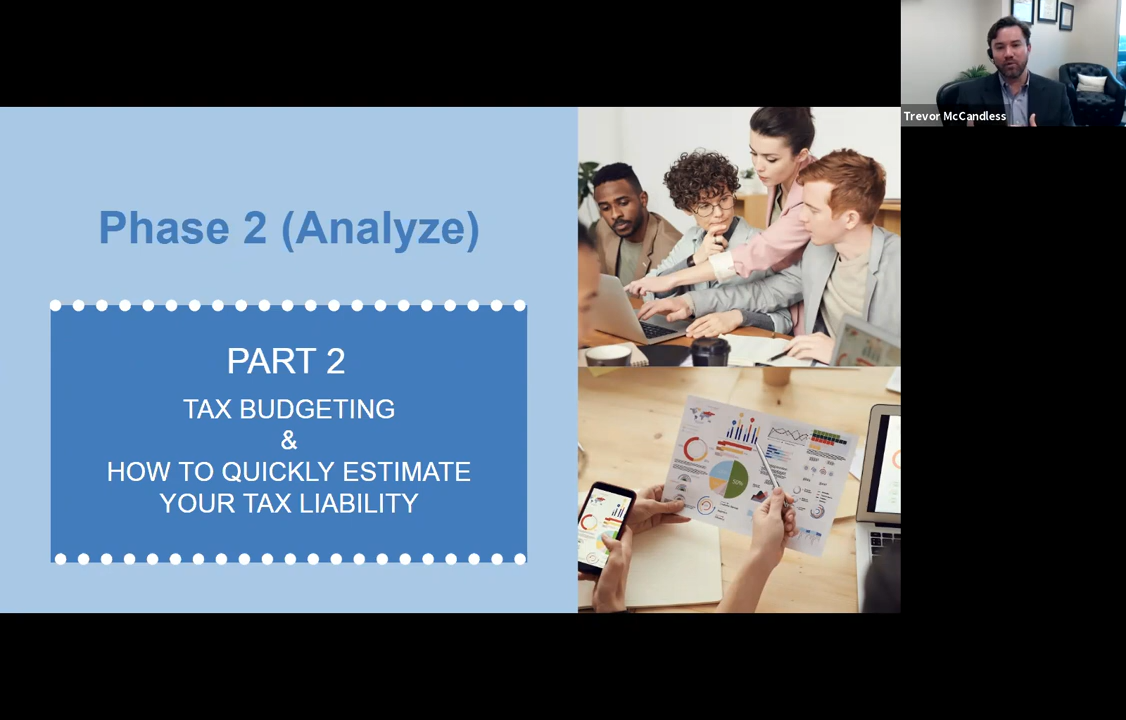 Phase 2 (Analyze)
PART 2
TAX BUDGETING
&
HOW TO QUICKLY ESTIMATE
YOUR TAX LIABILITY
Trevor McCandless